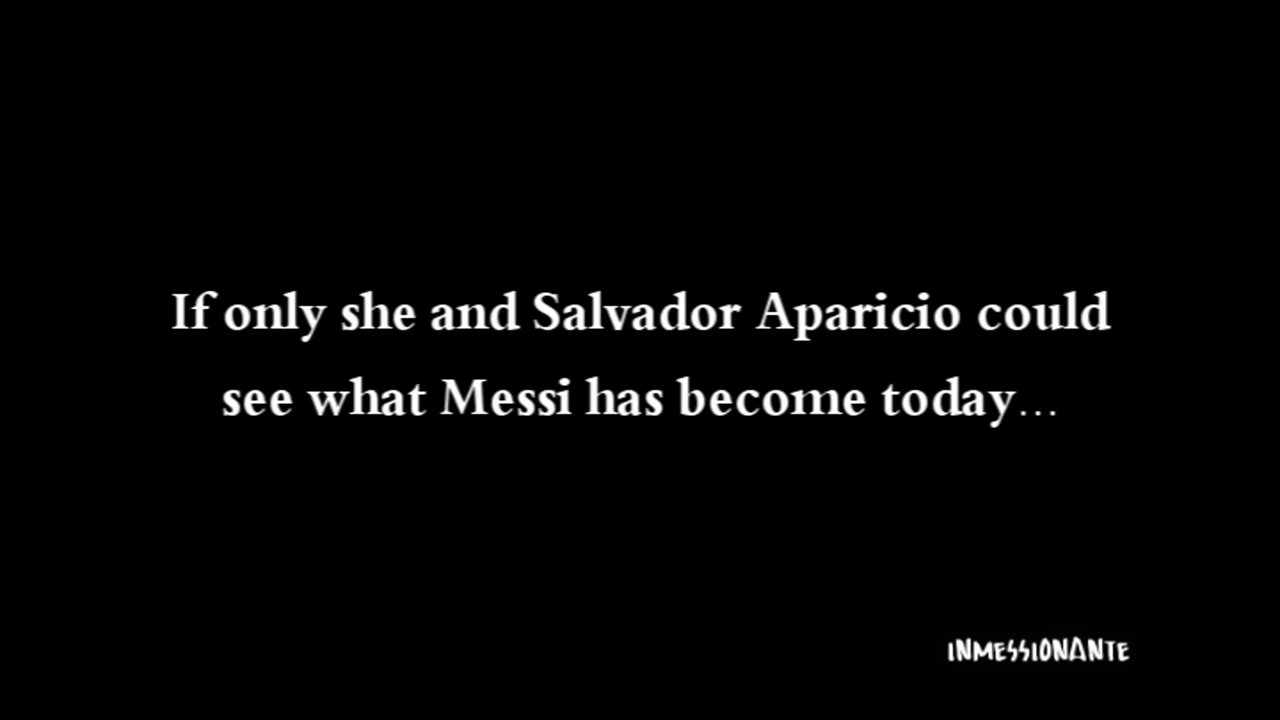 If only she and Salvador Aparicio could
see what Messi has become today...
INMESSIONANTE